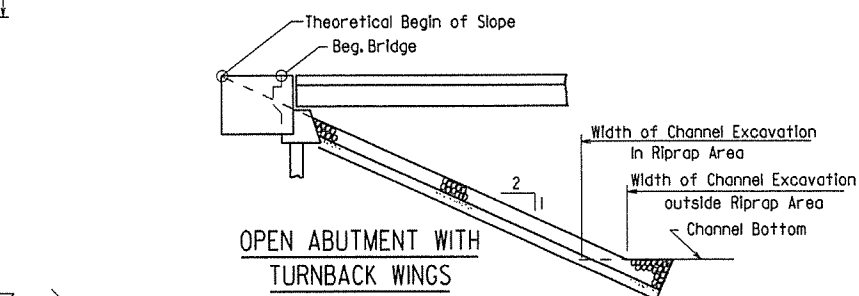 Theoretical Begin of Slope
Beg. Bridge
Width of Channel Excavation
In Riprap Area
2
1
Width of Channel Excavation
outside Riprap Area
Channel Bottom
OPEN ABUTMENT WITH
TURNBACK WINGS